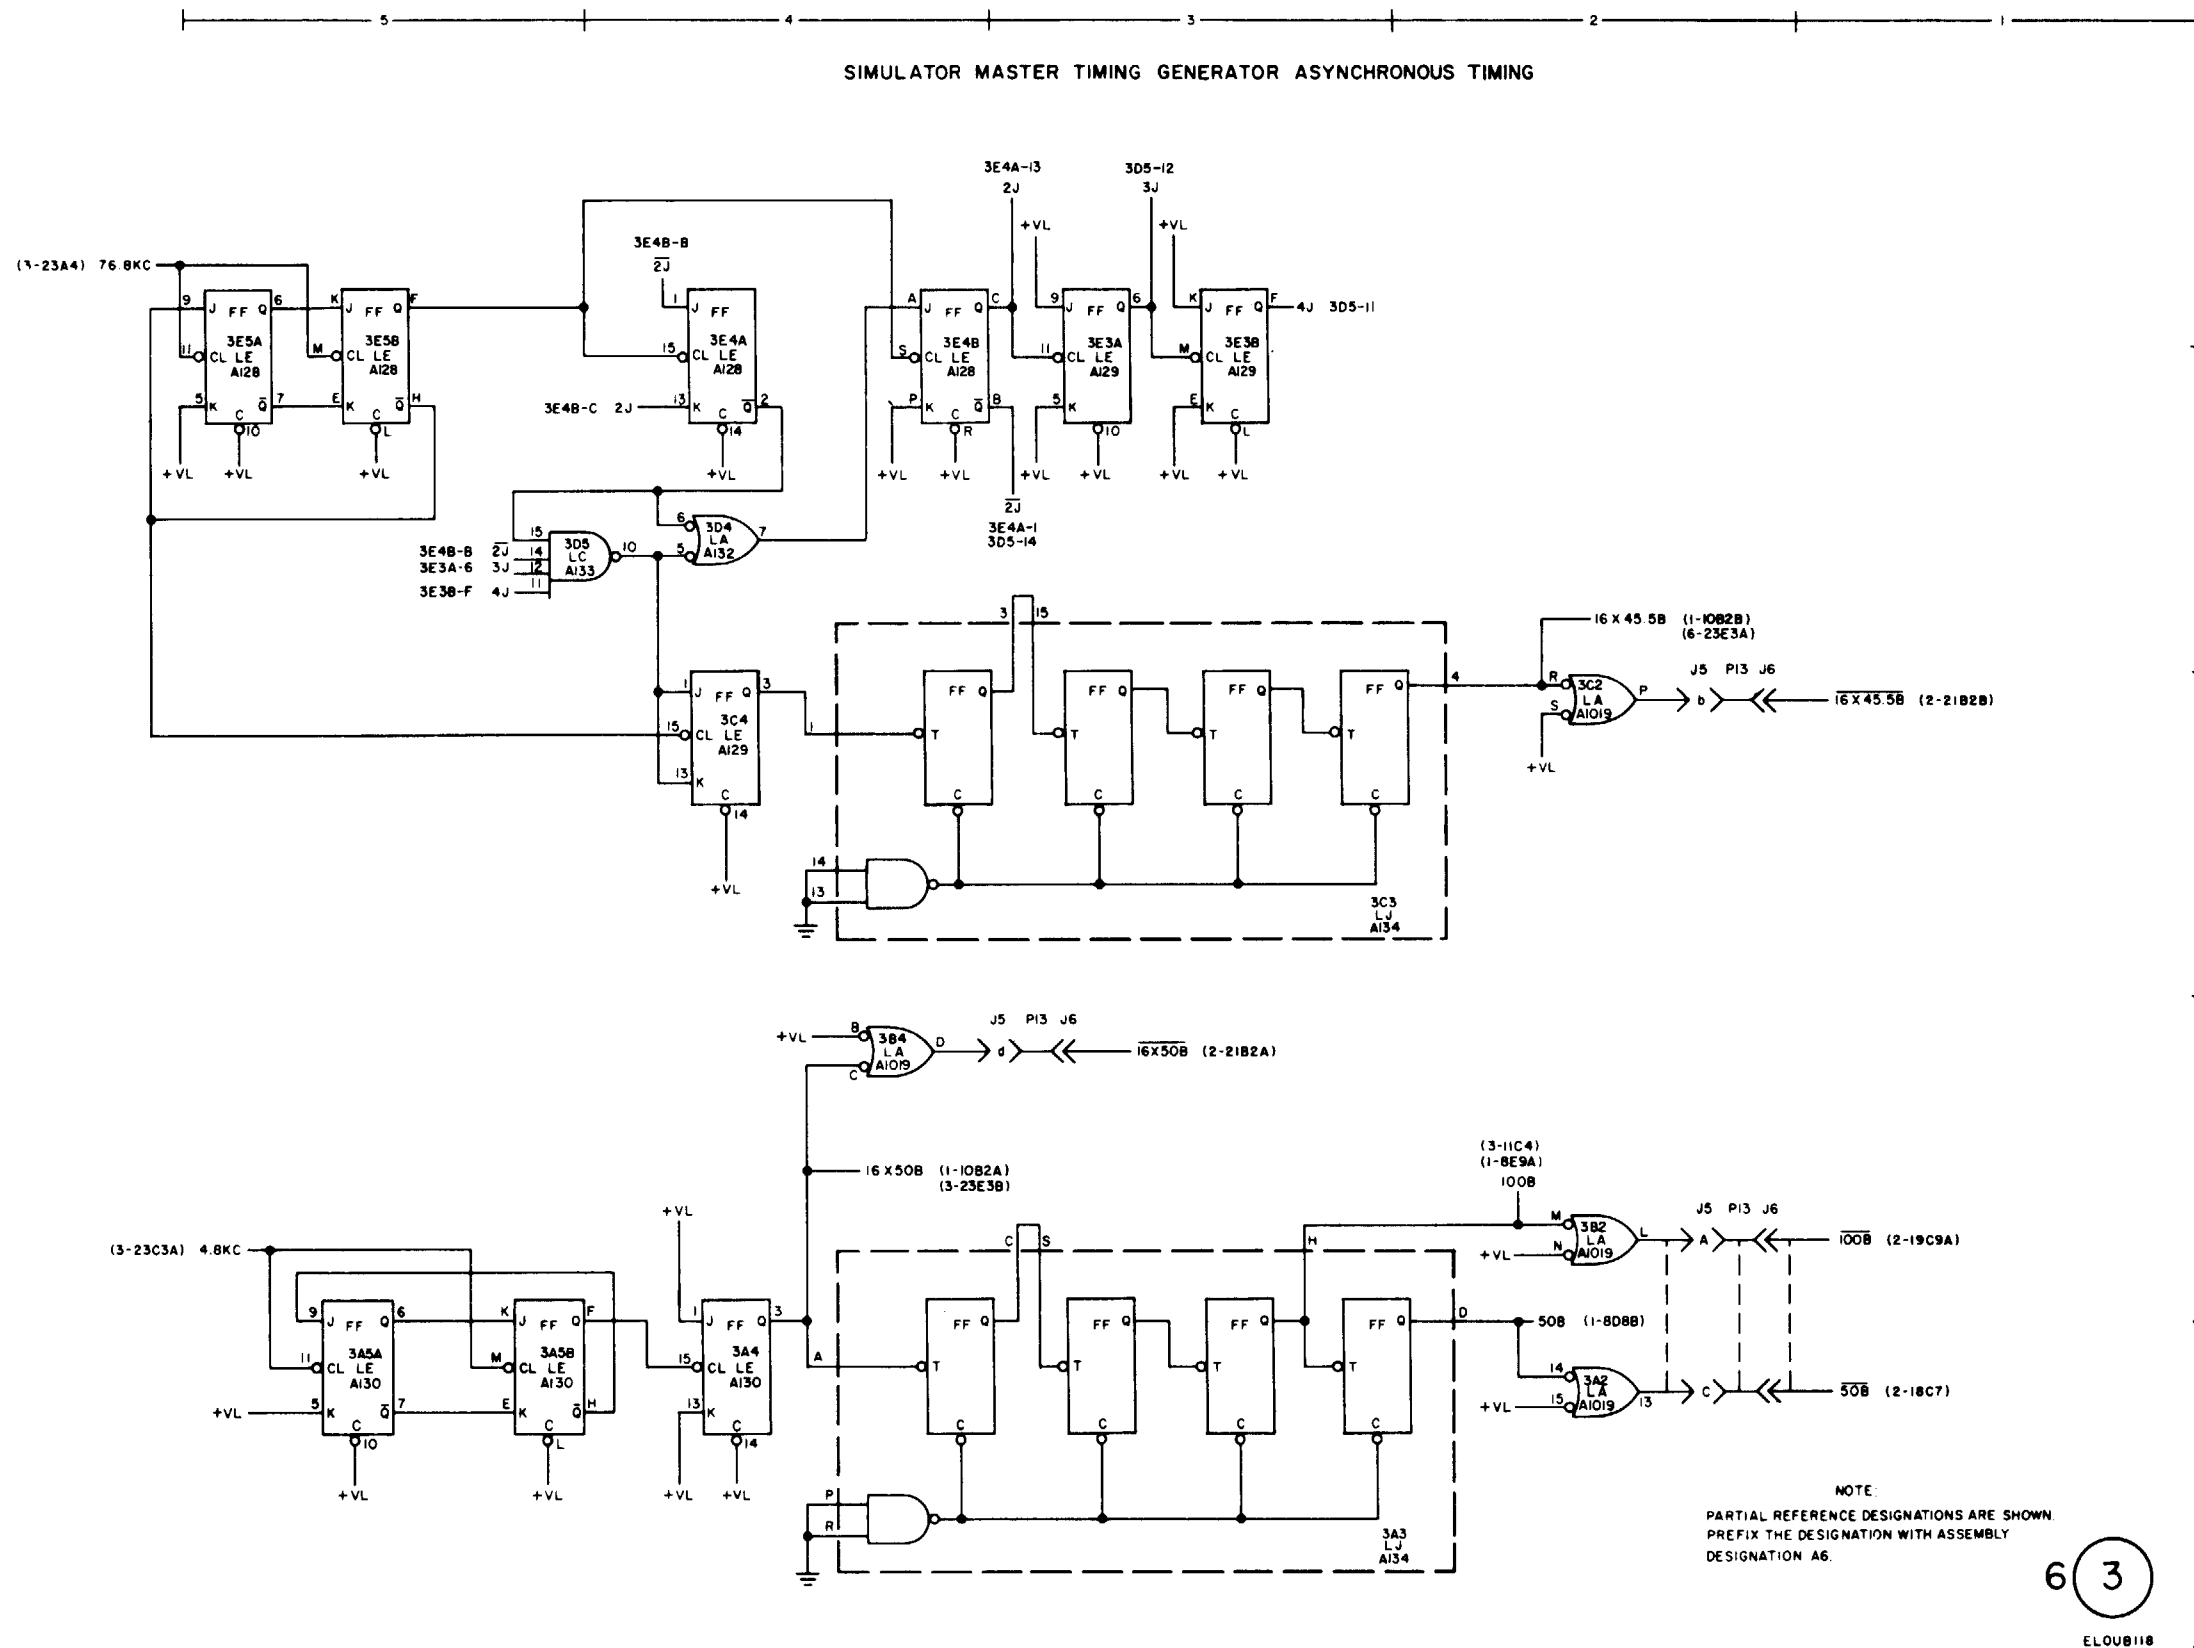 5 4 3 2 1
SIMULATOR MASTER TIMING GENERATOR ASYNCHRONOUS TIMING
3E4A-13 3D5-12
2J 3J
+VL +VL
3E4B-B
2J
(3-23A4) 76.8KC
9 J FF Q 6 K J FF Q F 1 J FF A J FF Q C 9 J FF Q 6 K J FF Q F 4J 3D5-11
3E5A 3E5B 3E4A 3E4B 3E3A 3E3B
11 CL LE M CL LE 15 CL LE S CL LE 11 CL LE M CL LE
A128 A128 A128 A128 A129 A129
5 K Q 7 E K Q H 3E4B-C 2J 13 K Q 2 P K Q B 5 K E K
C 10 C L C 14 C R C 10 C L
+VL +VL +VL +VL +VL +VL +VL +VL +VL +VL
2J
3E4A-1
3D5-14
6 3D4 7
5 LA
A132
15 3D5 10
3E4B-B 2J 14 LC
3E3A-6 3J 12 A133
3E3B-F 4J 11
3 15
16 X 45.5B (1-10B2B)
(6-23E3A)
J5 P13 J6
1 J FF Q 3 FF Q FF Q FF Q FF Q 4 R 3C2 P b 16 X 45.5B (2-21B2B)
3C4 LA
15 CL LE 1 T T T T S A1019
A129
13 K +VL
C 14 C C C C
+VL
14
13
3C3
LJ
A134
J5 P13 J6
+VL B 3B4 D d 16X50B (2-21B2A)
LA
C A1019
16 X50B (1-10B2A)
(3-23E3B)
(3-11C4)
(1-8E9A)
100B
+VL
J5 P13 J6
C S H M 3B2 L A 100B (2-19C9A)
LA
+VL N A1019
(3-23C3A) 4.8KC
9 J FF Q 6 K J FF Q F 1 J FF Q 3 FF Q FF Q FF Q FF Q D 50B (1-8D8B)
3A5A 3A5B 3A4
11 CL LE M CL LE 15 CL LE A T T T T
A130 A130 A130
14 3A2 13 C 50B (2-18C7)
LA
+VL 15 A1019
+VL 5 K Q 7 E K Q H 13 K
C 10 C L C 14 C C C C
+VL +VL +VL +VL
P
R
3A3
LJ
A134
NOTE:
PARTIAL REFERENCE DESIGNATIONS ARE SHOWN.
PREFIX THE DESIGNATION WITH ASSEMBLY
DESIGNATION A6.
6 3
ELOUB118